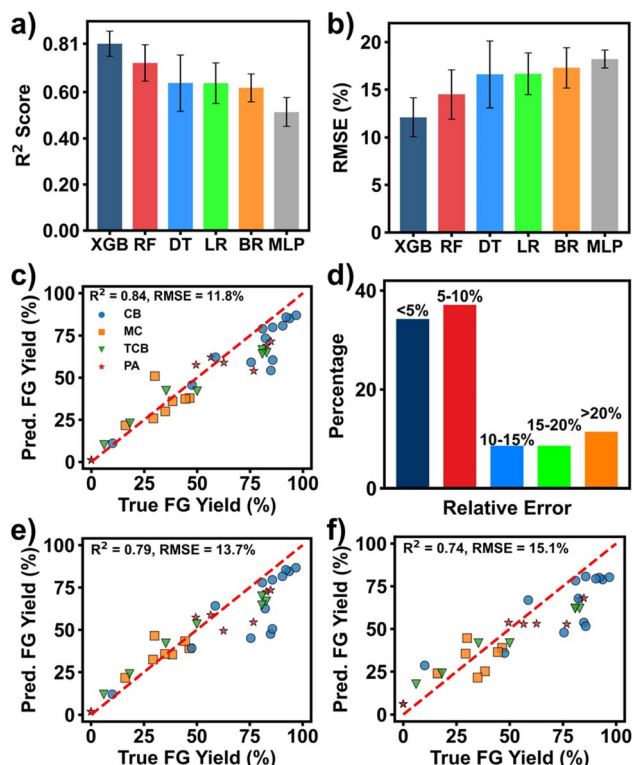 a)
R² Score
0.81
0.60
0.40
0.20
0.00
XGB RF DT LR BR MLP
b)
RMSE (%)
20
15
10
5
0
XGB RF DT LR BR MLP
c)
Pred. FG Yield (%)
100
75
50
25
0
R² = 0.84, RMSE = 11.8%
CB
MC
TCB
PA
0 25 50 75 100
True FG Yield (%)
d)
Percentage
40
20
0
<5%
5-10%
10-15%
15-20%
>20%
Relative Error
e)
Pred. FG Yield (%)
100
75
50
25
0
R² = 0.79, RMSE = 13.7%
0 25 50 75 100
True FG Yield (%)
f)
Pred. FG Yield (%)
100
75
50
25
0
R² = 0.74, RMSE = 15.1%
0 25 50 75 100
True FG Yield (%)